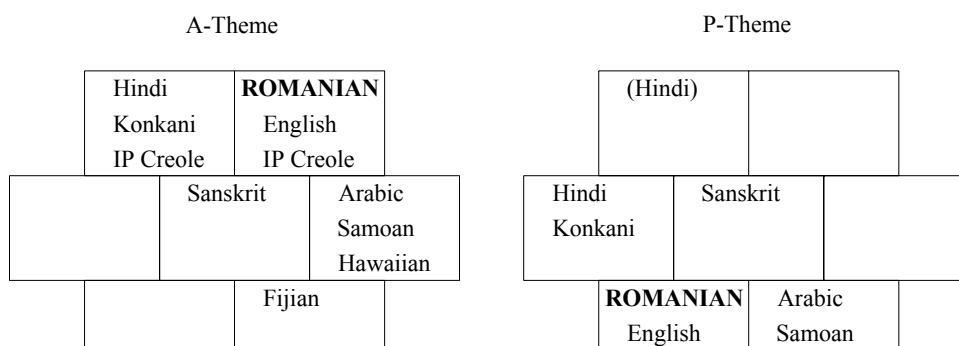 A-Theme P-Theme
Hindi ROMANIAN (Hindi)
Konkani English
IP Creole IP Creole
Sanskrit Arabic Hindi Sanskrit
Samoan Konkani
Hawaiian
Fijian ROMANIAN Arabic
English Samoan